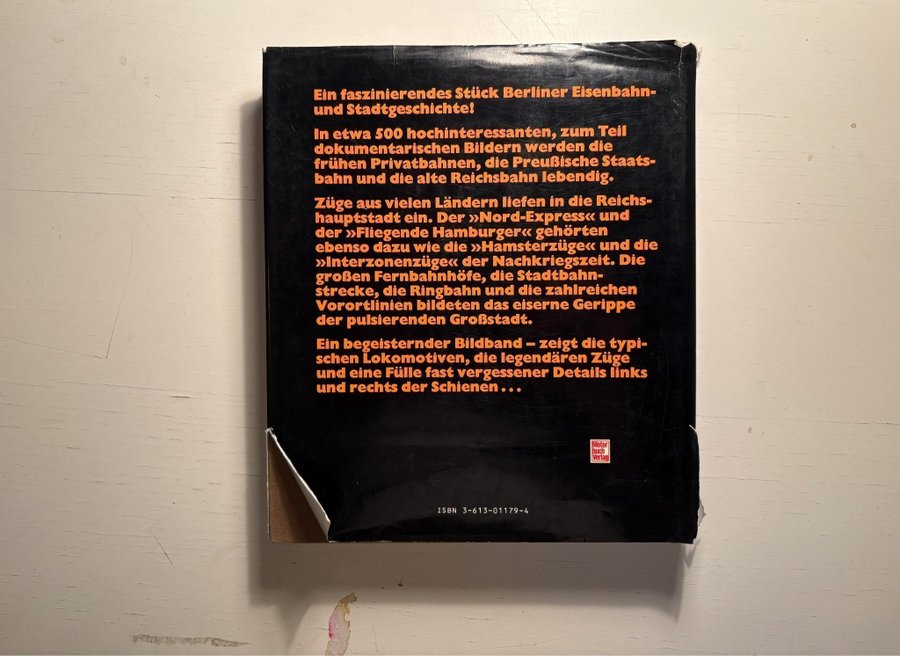 Ein faszinierendes Stück Berliner Eisenbahn-
und Stadtgeschichte!
In etwa 500 hochinteressanten, zum Teil
dokumentarischen Bildern werden die
frühen Privatbahnen, die Preußische Staats-
bahn und die alte Reichsbahn lebendig.
Züge aus vielen Ländern liefen in die Reichs-
hauptstadt ein. Der »Nord-Express« und
der »Fliegende Hamburger« gehörten
ebenso dazu wie die »Hamsterzüge« und die
»Interzonenzüge« der Nachkriegszeit. Die
großen Fernbahnhöfe, die Stadtbahn-
strecke, die Ringbahn und die zahlreichen
Vorortlinien bildeten das eiserne Gerippe
der pulsierenden Großstadt.
Ein begeisternder Bildband – zeigt die typi-
schen Lokomotiven, die legendären Züge
und eine Fülle fast vergessener Details links
und rechts der Schienen...
Motor
buch
Verlag
ISBN 3-613-01179-4